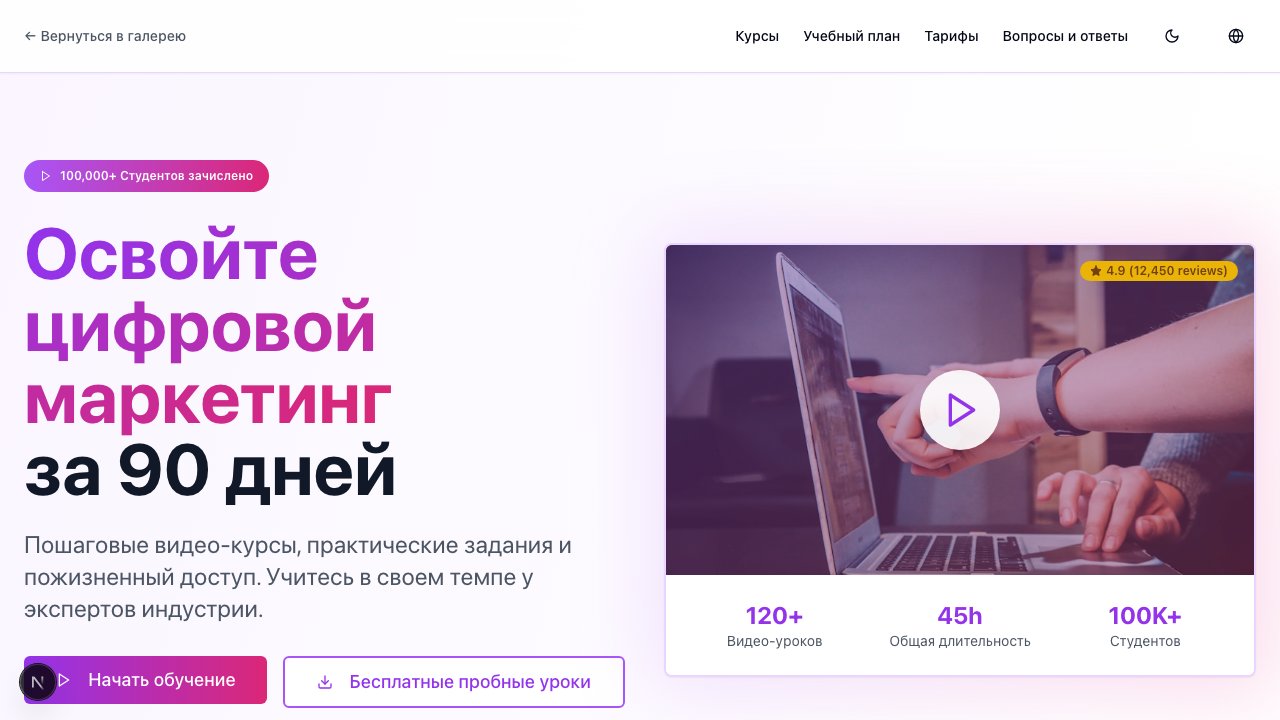 ← Вернуться в галерею
Курсы
Учебный план
Тарифы
Вопросы и ответы
100,000+ Студентов зачислено
Освойте
цифровой
маркетинг
за 90 дней
Пошаговые видео-курсы, практические задания и
пожизненный доступ. Учитесь в своем темпе у
экспертов индустрии.
Начать обучение
Бесплатные пробные уроки
4.9 (12,450 reviews)
120+
Видео-уроков
45h
Общая длительность
100K+
Студентов
N